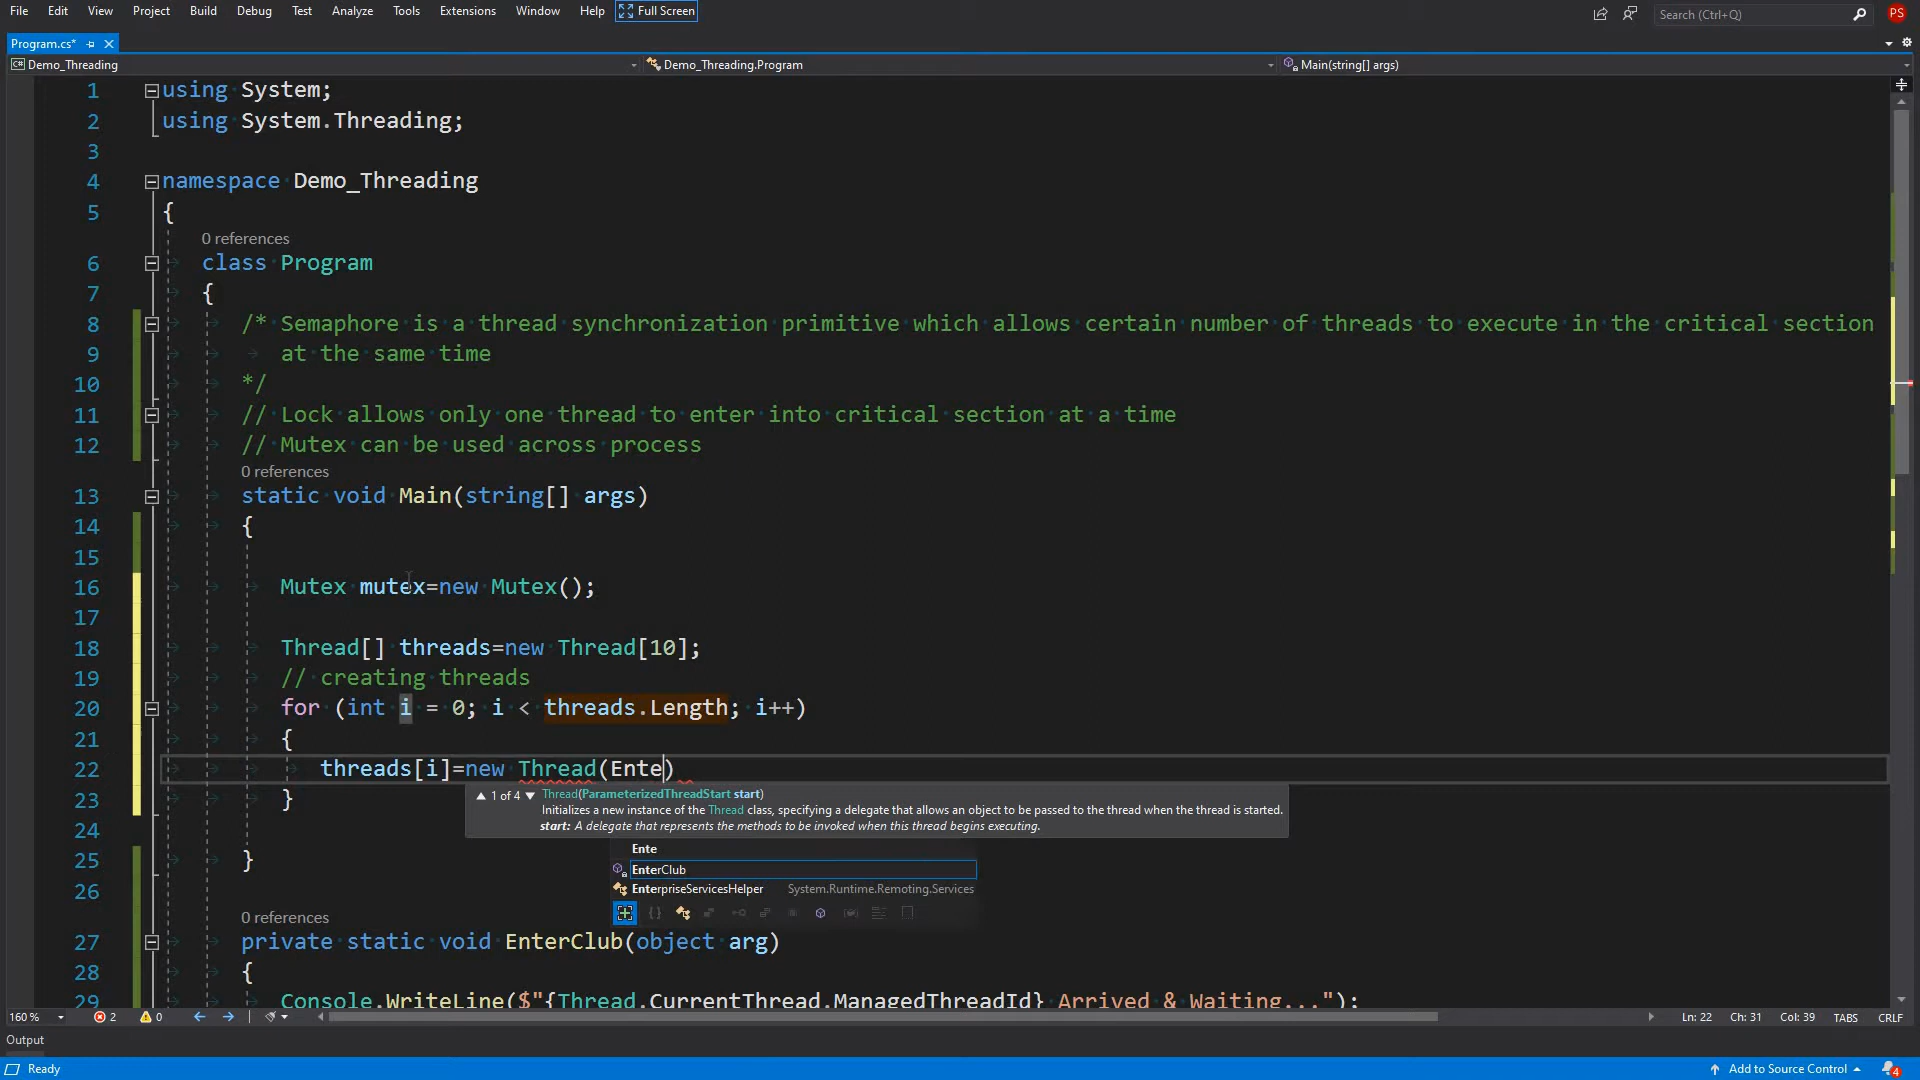 File Edit View Project Build Debug Test Analyze Tools Extensions Window Help Full Screen Search (Ctrl+Q) PS
Program.cs*
Demo_Threading Demo_Threading.Program Main(string[] args)
1 using System;
2 using System.Threading;
3
4 namespace Demo_Threading
5 {
0 references
6 class Program
7 {
8 /* Semaphore is a thread synchronization primitive which allows certain number of threads to execute in the critical section
9 at the same time
10 */
11 // Lock allows only one thread to enter into critical section at a time
12 // Mutex can be used across process
0 references
13 static void Main(string[] args)
14 {
15
16 Mutex mutex=new Mutex();
17
18 Thread[] threads=new Thread[10];
19 // creating threads
20 for (int i = 0; i < threads.Length; i++)
21 {
22 threads[i]=new Thread(Ente)
23 }
1 of 4 Thread(ParameterizedThreadStart start)
Initializes a new instance of the Thread class, specifying a delegate that allows an object to be passed to the thread when the thread is started.
start: A delegate that represents the methods to be invoked when this thread begins executing.
24
Ente
25 }
EnterClub
26
EnterpriseServicesHelper System.Runtime.Remoting.Services
0 references
27 private static void EnterClub(object arg)
28 {
29 Console.WriteLine($"{Thread.CurrentThread.ManagedThreadId} Arrived & Waiting...");
160 % 2 0 Ln: 22 Ch: 31 Col: 39 TABS CRLF
Output
Ready Add to Source Control 4